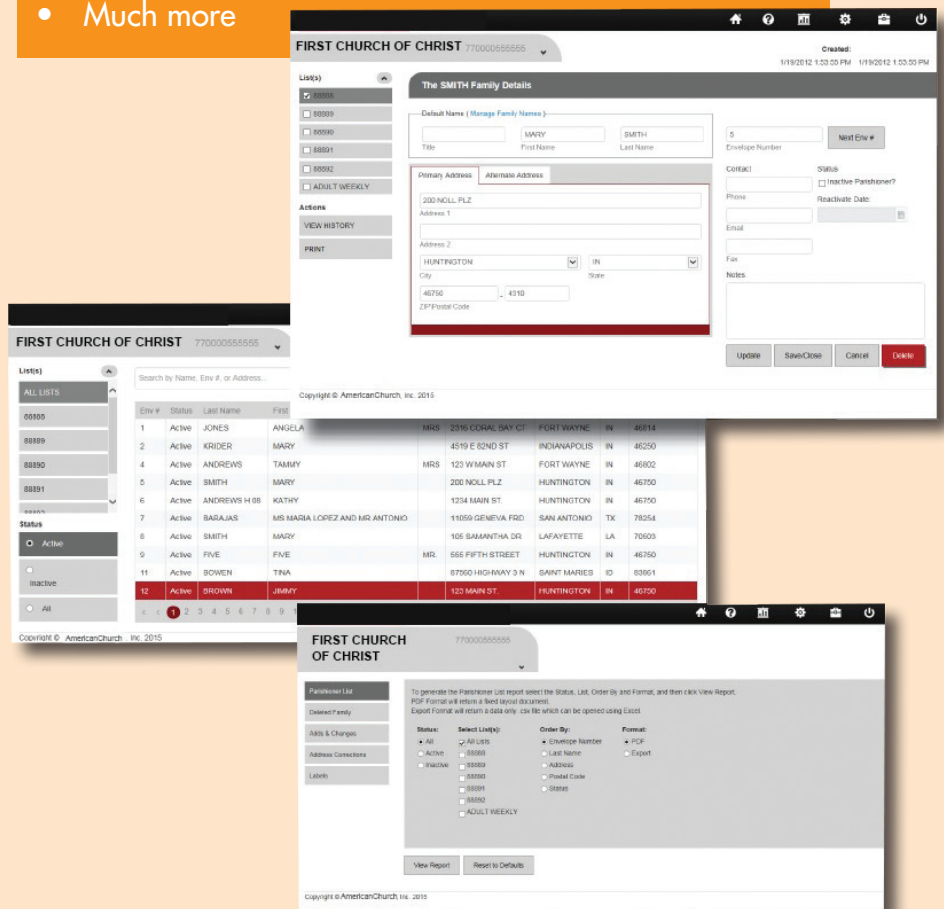 • Much more
FIRST CHURCH OF CHRIST 770000555555
Created:
1/19/2012 1:53:55 PM 1/19/2012 1:53:55 PM
List(s)
88888
88889
88890
88891
88892
ADULT WEEKLY
Actions
VIEW HISTORY
PRINT
The SMITH Family Details
Default Name ( Manage Family Names )
MARY SMITH
Title First Name Last Name
5
Envelope Number
Next Env #
Primary Address Alternate Address
200 NOLL PLZ
Address 1
Address 2
HUNTINGTON IN
City State
46750 - 4310
ZIP/Postal Code
Contact
Phone
Email
Fax
Status
Inactive Parishioner?
Reactivate Date:
Notes
Update Save/Close Cancel Delete
Copyright © AmericanChurch, Inc. 2015
FIRST CHURCH OF CHRIST 770000555555
List(s)
ALL LISTS
88888
88889
88890
88891
Status
Active
Inactive
All
Search by Name, Env #, or Address...
Env # Status Last Name First
1 Active JONES ANGELA MRS 2316 CORAL BAY CT FORT WAYNE IN 46814
2 Active KRIDER MARY 4519 E 82ND ST INDIANAPOLIS IN 46250
4 Active ANDREWS TAMMY MRS 123 W MAIN ST FORT WAYNE IN 46802
5 Active SMITH MARY 200 NOLL PLZ HUNTINGTON IN 46750
6 Active ANDREWS H 08 KATHY 1234 MAIN ST. HUNTINGTON IN 46750
7 Active BARAJAS MS MARIA LOPEZ AND MR ANTONIO 11059 GENEVA FRD SAN ANTONIO TX 78254
8 Active SMITH MARY 105 SAMANTHA DR LAFAYETTE LA 70503
9 Active FIVE FIVE MR. 555 FIFTH STREET HUNTINGTON IN 46750
11 Active BOWEN TINA 67560 HIGHWAY 3 N SAINT MARIES ID 83861
12 Active BROWN JIMMY 123 MAIN ST. HUNTINGTON IN 46750
« < 1 2 3 4 5 6 7 8 9
Copyright © AmericanChurch, Inc. 2015
FIRST CHURCH
OF CHRIST
770000555555
Parishioner List
Deleted Family
Adds & Changes
Address Corrections
Labels
To generate the Parishioner List report select the Status, List, Order By and Format, and then click View Report.
PDF Format will return a fixed layout document.
Export Format will return a data only .csv file which can be opened using Excel.
Status: Select List(s): Order By: Format:
All All Lists Envelope Number PDF
Active 88888 Last Name Export
Inactive 88889 Address
88890 Postal Code
88891 Status
88892
ADULT WEEKLY
View Report Reset to Defaults
Copyright © AmericanChurch, Inc. 2015